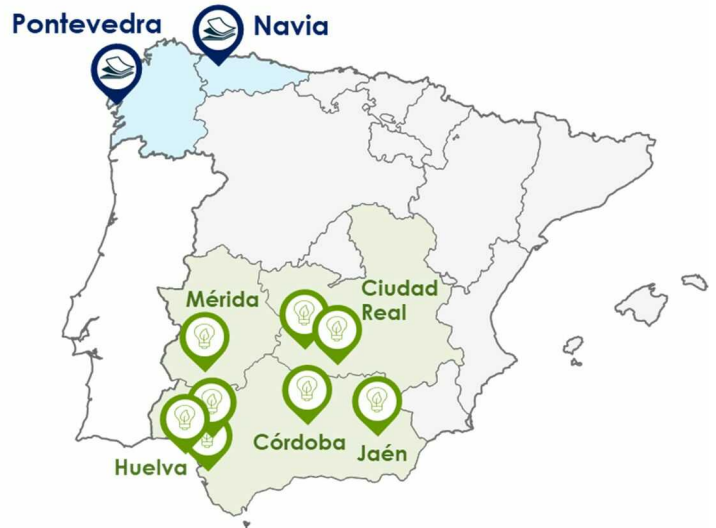 Pontevedra
Navia
Mérida
Ciudad
Real
Córdoba
Jaén
Huelva